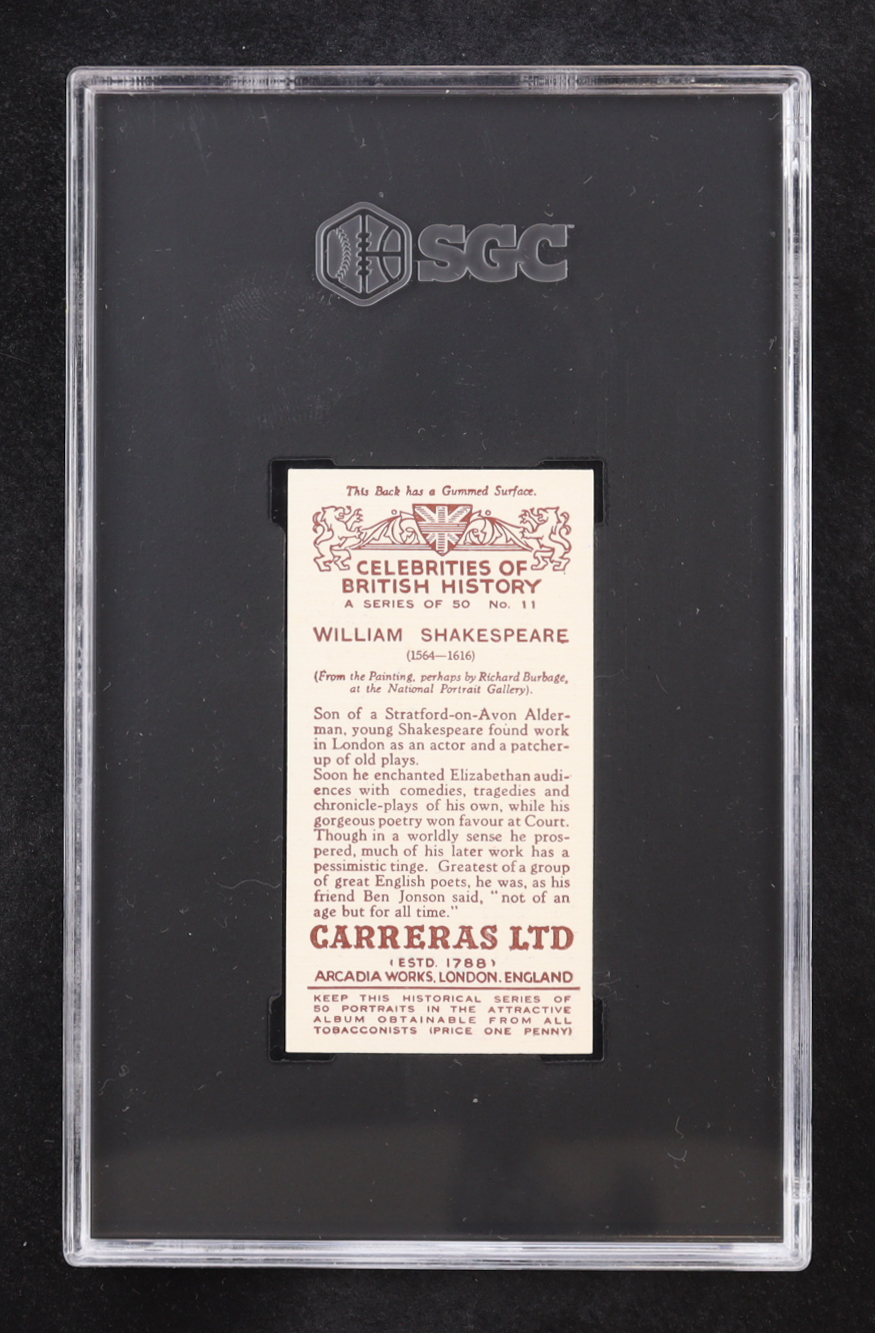 SGC
This Back has a Gummed Surface.
CELEBRITIES OF
BRITISH HISTORY
A SERIES OF 50 No. 11
WILLIAM SHAKESPEARE
(1564—1616)
(From the Painting, perhaps by Richard Burbage,
at the National Portrait Gallery).
Son of a Stratford-on-Avon Alder-
man, young Shakespeare found work
in London as an actor and a patcher-
up of old plays.
Soon he enchanted Elizabethan audi-
ences with comedies, tragedies and
chronicle-plays of his own, while his
gorgeous poetry won favour at Court.
Though in a worldly sense he pros-
pered, much of his later work has a
pessimistic tinge. Greatest of a group
of great English poets, he was, as his
friend Ben Jonson said, "not of an
age but for all time."
CARRERAS LTD
(ESTD. 1788)
ARCADIA WORKS, LONDON, ENGLAND
KEEP THIS HISTORICAL SERIES OF
50 PORTRAITS IN THE ATTRACTIVE
ALBUM OBTAINABLE FROM ALL
TOBACCONISTS (PRICE ONE PENNY)